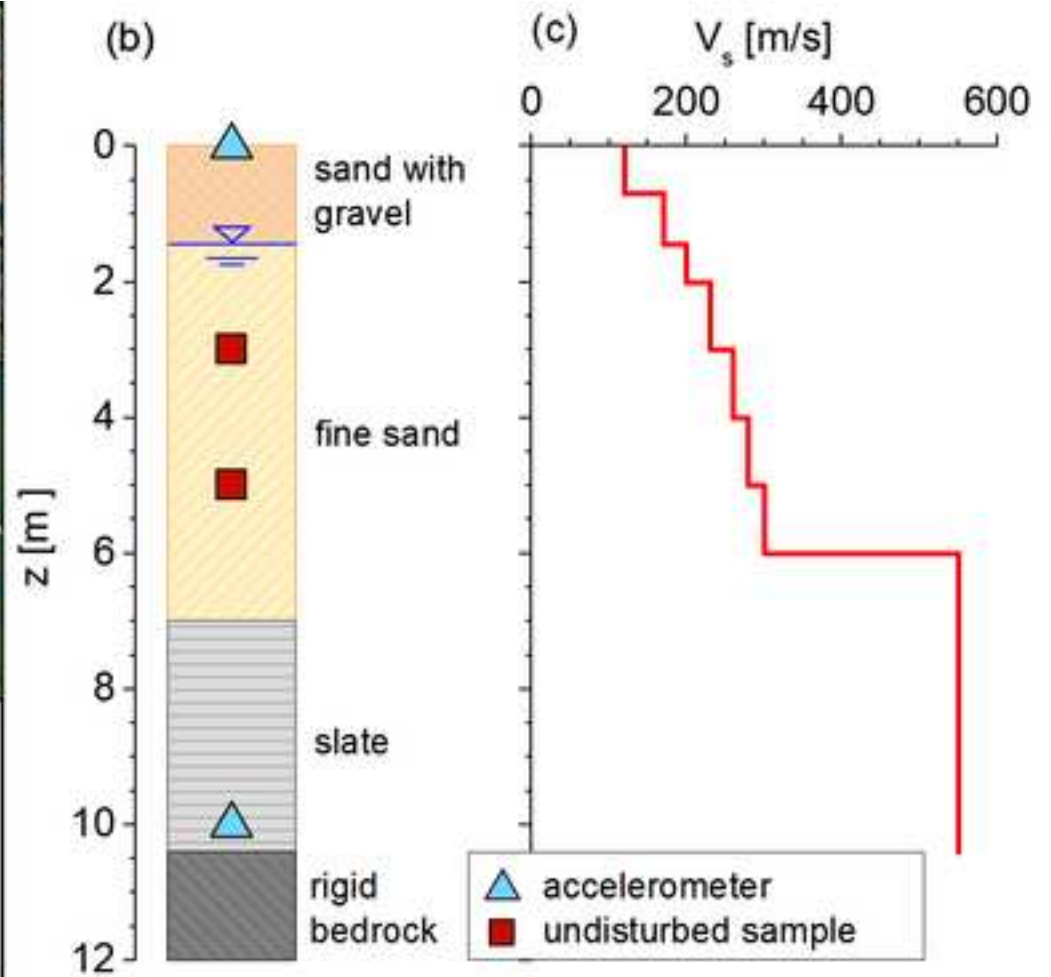 (b)
(c)
V_s [m/s]
0 200 400 600
0
2
4
6
8
10
12
z [m ]
sand with
gravel
fine sand
slate
rigid
bedrock
accelerometer
undisturbed sample